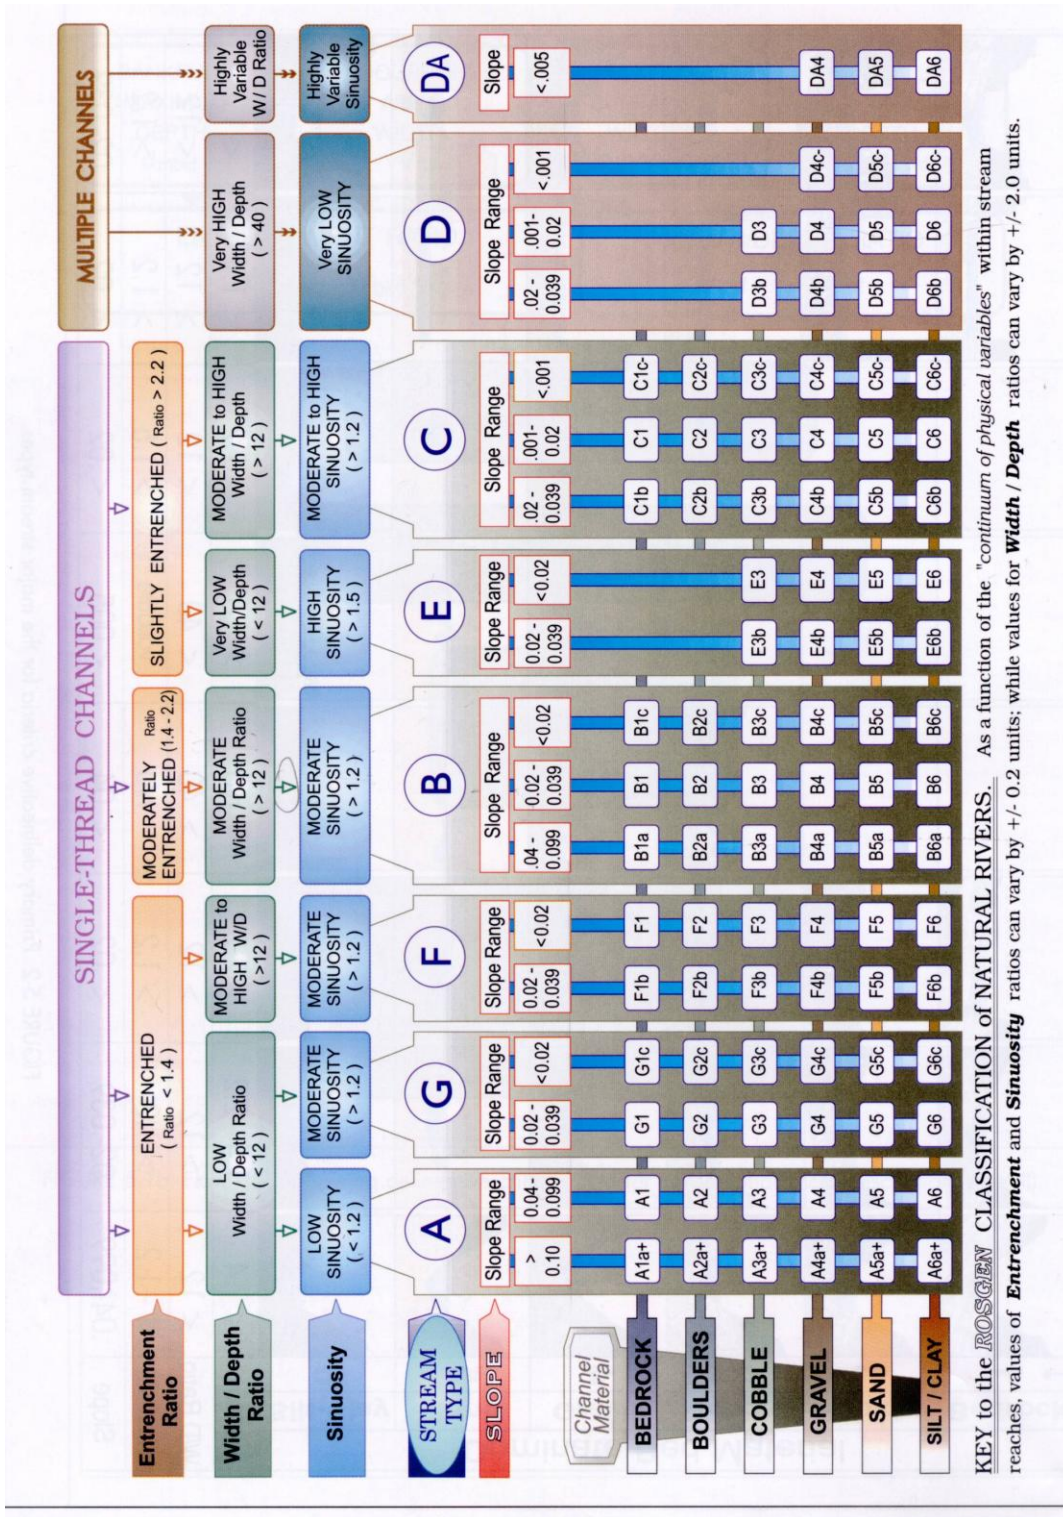 SINGLE-THREAD CHANNELS
MULTIPLE CHANNELS
Entrenchment
Ratio
ENTRENCHED
( Ratio < 1.4 )
MODERATELY Ratio
ENTRENCHED (1.4 - 2.2)
SLIGHTLY ENTRENCHED ( Ratio > 2.2 )
Width / Depth
Ratio
LOW
Width / Depth Ratio
( < 12 )
MODERATE to
HIGH W/D
( >12 )
MODERATE
Width / Depth Ratio
( > 12 )
Very LOW
Width/Depth
( < 12 )
MODERATE to HIGH
Width / Depth
( > 12 )
Very HIGH
Width / Depth
( > 40 )
Highly
Variable
W / D Ratio
Sinuosity
LOW
SINUOSITY
( < 1.2 )
MODERATE
SINUOSITY
( > 1.2 )
MODERATE
SINUOSITY
( > 1.2 )
MODERATE
SINUOSITY
( > 1.2 )
HIGH
SINUOSITY
( > 1.5 )
MODERATE to HIGH
SINUOSITY
( > 1.2 )
Very LOW
SINUOSITY
Highly
Variable
Sinuosity
STREAM
TYPE
A G F B E C D DA
SLOPE
Slope Range Slope Range Slope Range Slope Range Slope Range Slope Range Slope Range Slope
>
0.10
0.04 -
0.099
0.02 -
0.039
<0.02
0.02 -
0.039
<0.02
.04 -
0.099
0.02 -
0.039
<0.02
0.02 -
0.039
<0.02
.02 -
0.039
.001-
0.02
<.001
.02 -
0.039
.001-
0.02
<.001
<.005
Channel
Material
BEDROCK A1a+ A1 G1 G1c F1b F1 B1a B1 B1c C1b C1 C1c-
BOULDERS A2a+ A2 G2 G2c F2b F2 B2a B2 B2c C2b C2 C2c-
COBBLE A3a+ A3 G3 G3c F3b F3 B3a B3 B3c E3b E3 C3b C3 C3c- D3b D3
GRAVEL A4a+ A4 G4 G4c F4b F4 B4a B4 B4c E4b E4 C4b C4 C4c- D4b D4 D4c- DA4
SAND A5a+ A5 G5 G5c F5b F5 B5a B5 B5c E5b E5 C5b C5 C5c- D5b D5 D5c- DA5
SILT / CLAY A6a+ A6 G6 G6c F6b F6 B6a B6 B6c E6b E6 C6b C6 C6c- D6b D6 D6c- DA6
KEY to the ROSGEN CLASSIFICATION of NATURAL RIVERS. As a function of the "continuum of physical variables" within stream
reaches, values of Entrenchment and Sinuosity ratios can vary by +/- 0.2 units; while values for Width / Depth ratios can vary by +/- 2.0 units.